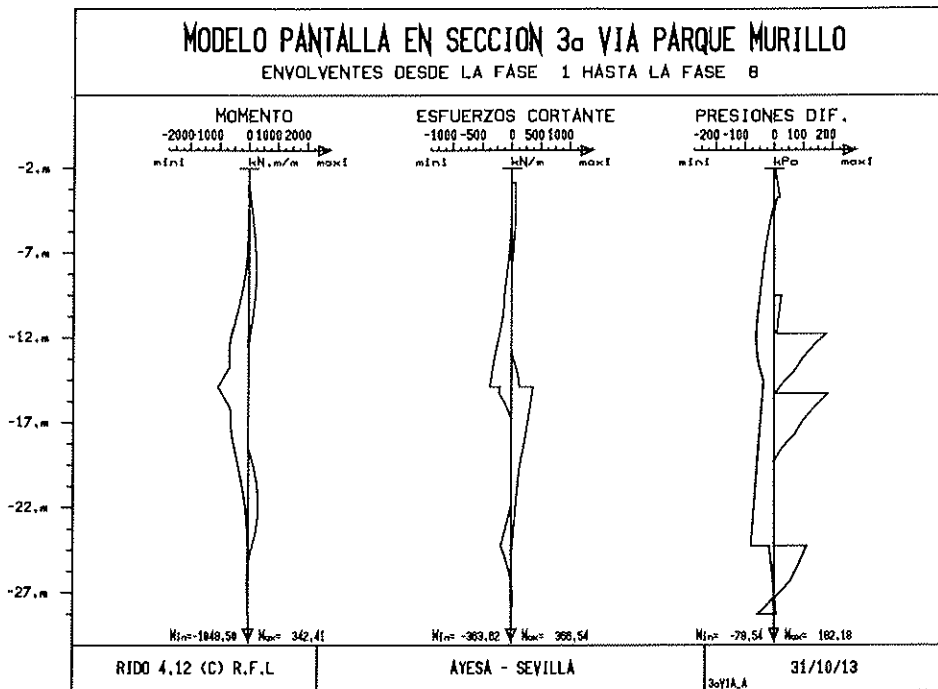 MODELO PANTALLA EN SECCION 3a VIA PARQUE MURILLO
ENVOLVENTES DESDE LA FASE 1 HASTA LA FASE 8
MOMENTO
-2000-1000 0 1000 2000
mini kN.m/m maxi
ESFUERZOS CORTANTE
-1000-500 0 500 1000
mini kN/m maxi
PRESIONES DIF.
-200 -100 0 100 200
mini kPa maxi
-2.m
-7.m
-12.m
-17.m
-22.m
-27.m
Min=-1048,50 Max= 342,41
Min= -363,62 Max= 366,54
Min= -79,54 Max= 182,18
RIDO 4.12 (C) R.F.L
AYESA - SEVILLA
31/10/13
3aVIA_A